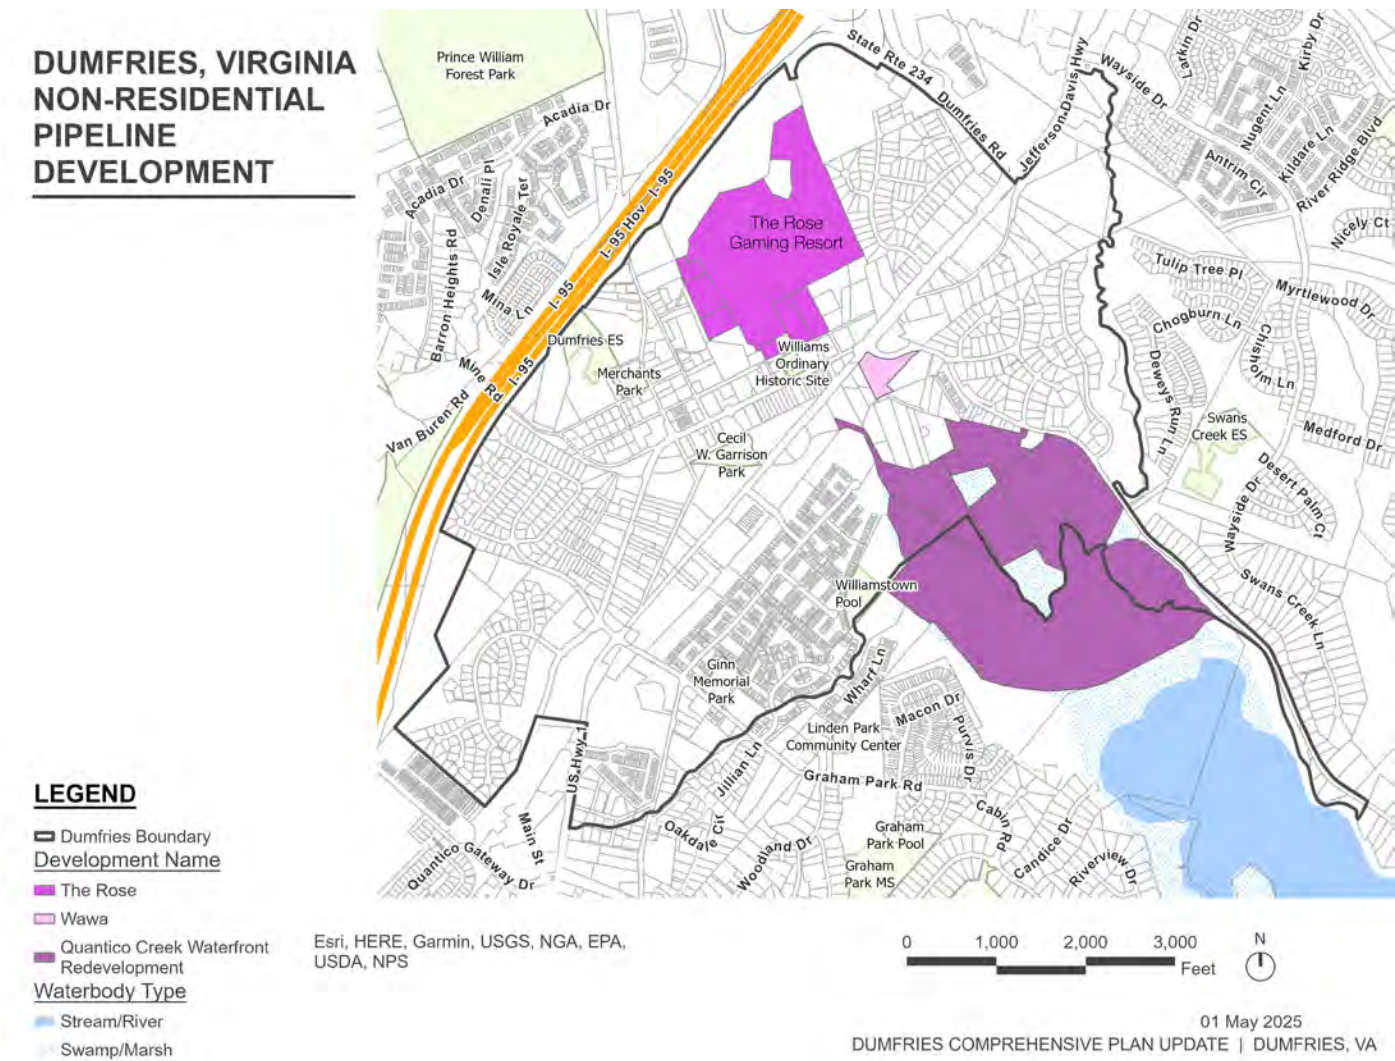 DUMFRIES, VIRGINIA
NON-RESIDENTIAL
PIPELINE
DEVELOPMENT
Prince William
Forest Park
State Rte 234
Dumfries Rd
Jefferson Davis Hwy
Wayside Dr
Larkin Dr
Kirby Dr
Nugent Ln
Kildare Ln
River Ridge Blvd
Antrim Cir
Nicely Ct
Acadia Dr
Acadia Dr
Denali Pl
Isle Royale Ter
Barron Heights Rd
Mina Ln
I-95 Hov
I-95
I-95
I-95
The Rose
Gaming Resort
Tulip Tree Pl
Myrtlewood Dr
Chogburn Ln
Chisholm Ln
Deweys Run Ln
Medford Dr
Swans
Creek ES
Desert Palm Ct
Wayside Dr
Swans Creek Ln
Dumfries ES
Merchants
Park
Williams
Ordinary
Historic Site
Mine Rd
Van Buren Rd
Cecil
W. Garrison
Park
Williamstown
Pool
Ginn
Memorial
Park
Wharf Ln
Macon Dr
Purvis Dr
Linden Park
Community Center
Graham Park Rd
Jillian Ln
US Hwy 1
Main St
Quantico Gateway Dr
Oakdale Cir
Woodland Dr
Graham
Park Pool
Graham
Park MS
Cabin Rd
Candice Dr
Riverview Dr
LEGEND
Dumfries Boundary
Development Name
The Rose
Wawa
Quantico Creek Waterfront
Redevelopment
Waterbody Type
Stream/River
Swamp/Marsh
Esri, HERE, Garmin, USGS, NGA, EPA,
USDA, NPS
0 1,000 2,000 3,000
Feet
N
01 May 2025
DUMFRIES COMPREHENSIVE PLAN UPDATE | DUMFRIES, VA